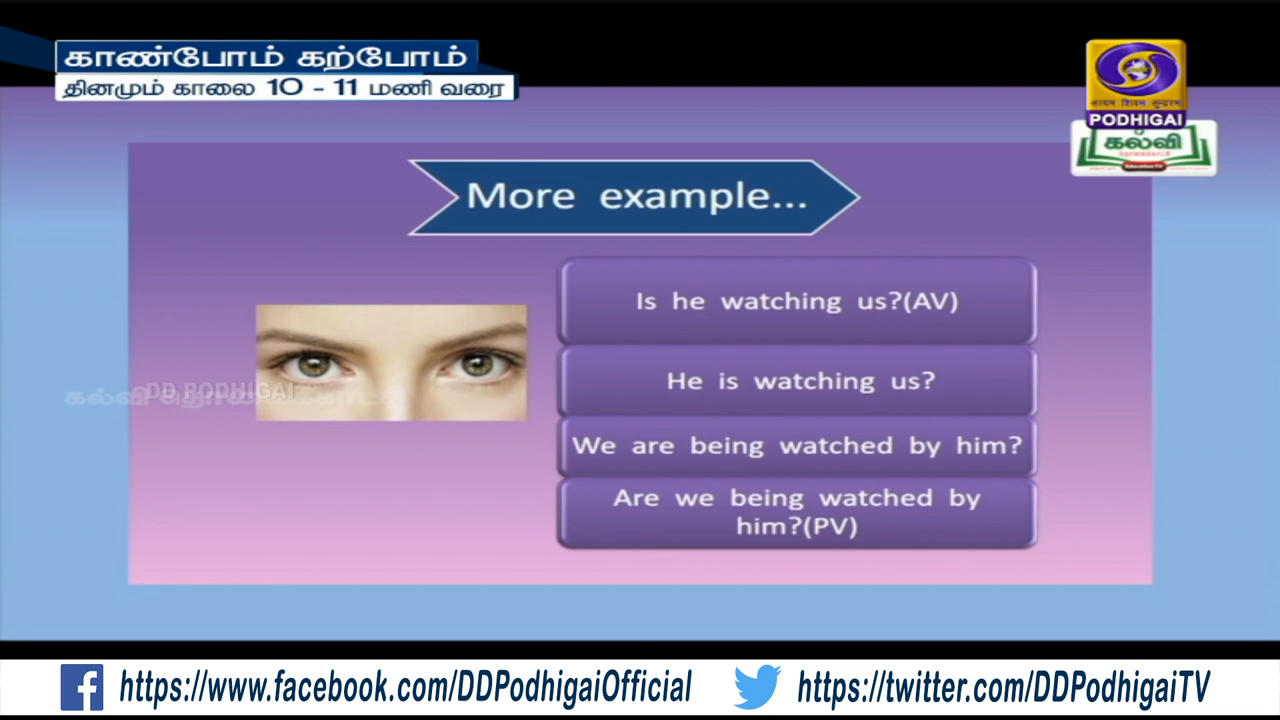 காண்போம் கற்போம்
தினமும் காலை 10 - 11 மணி வரை
PODHIGAI
கல்வி
More example...
Is he watching us?(AV)
He is watching us?
We are being watched by him?
Are we being watched by
him?(PV)
DD PODHIGAI
https://www.facebook.com/DDPodhigaiOfficial
https://twitter.com/DDPodhigaiTV